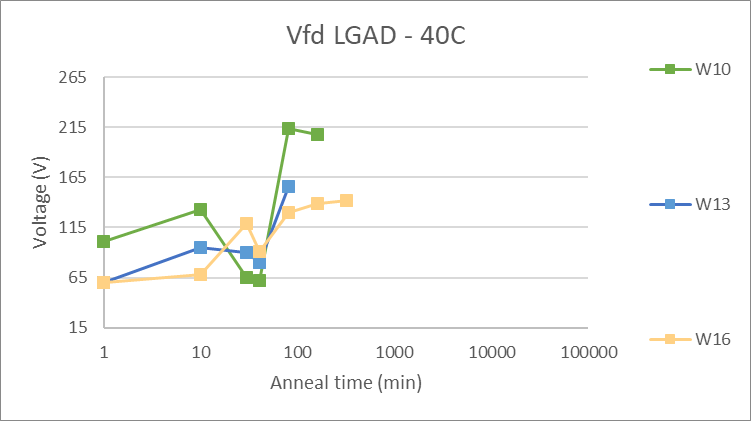 Vfd LGAD - 40C
265
215
165
115
65
15
Voltage (V)
1 10 100 1000 10000 100000
Anneal time (min)
W10
W13
W16